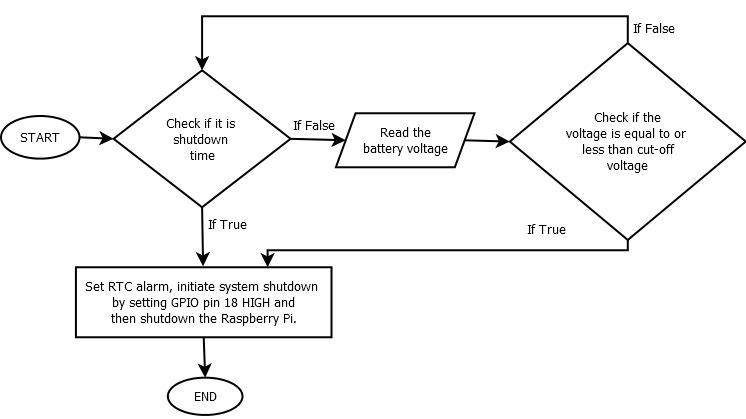 If False
START
Check if it is
shutdown
time
If False
Read the
battery voltage
Check if the
voltage is equal to or
less than cut-off
voltage
If True
If True
Set RTC alarm, initiate system shutdown
by setting GPIO pin 18 HIGH and
then shutdown the Raspberry Pi.
END